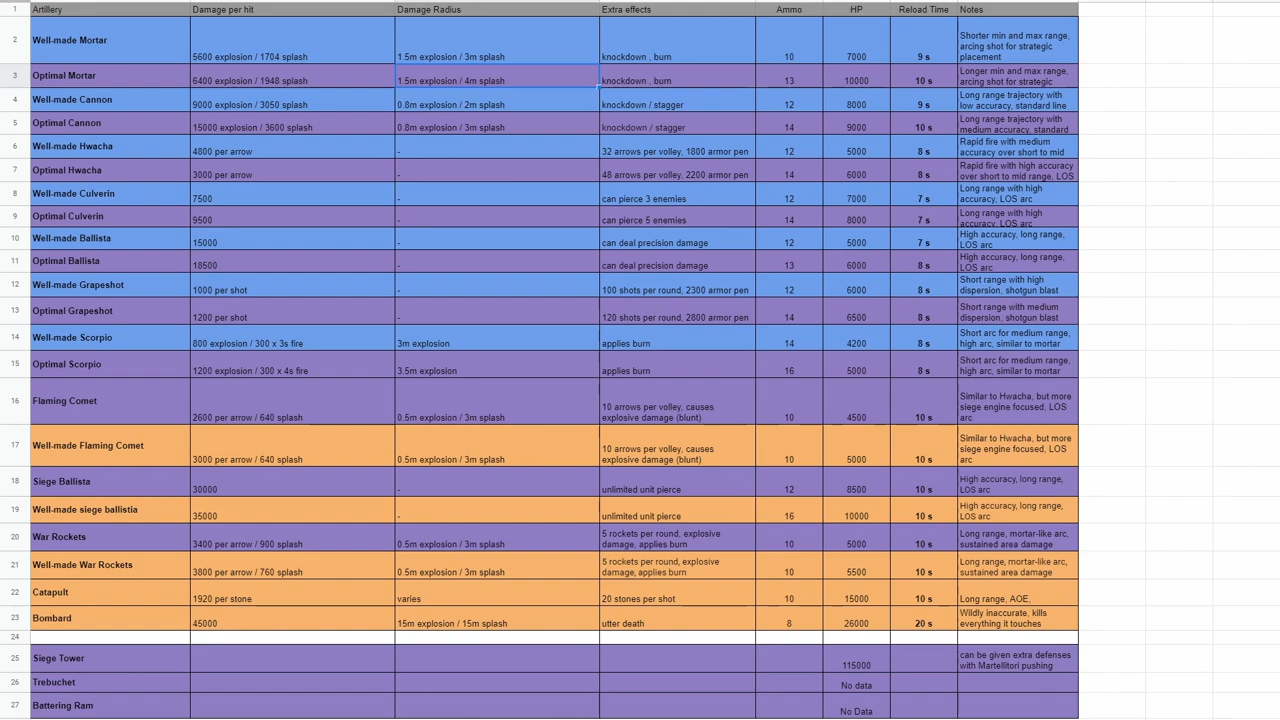 1 Artillery Damage per hit Damage Radius Extra effects Ammo HP Reload Time Notes
2 Well-made Mortar 5600 explosion / 1704 splash 1.5m explosion / 3m splash knockdown , burn 10 7000 9 s Shorter min and max range,
arcing shot for strategic
placement
3 Optimal Mortar 6400 explosion / 1948 splash 1.5m explosion / 4m splash knockdown , burn 13 10000 10 s Longer min and max range,
arcing shot for strategic
4 Well-made Cannon 9000 explosion / 3050 splash 0.8m explosion / 2m splash knockdown / stagger 12 8000 9 s Long range trajectory with
low accuracy, standard line
5 Optimal Cannon 15000 explosion / 3600 splash 0.8m explosion / 3m splash knockdown / stagger 14 9000 10 s Long range trajectory with
medium accuracy, standard
6 Well-made Hwacha 4800 per arrow - 32 arrows per volley, 1800 armor pen 12 5000 8 s Rapid fire with medium
accuracy over short to mid
7 Optimal Hwacha 3000 per arrow - 48 arrows per volley, 2200 armor pen 14 6000 8 s Rapid fire with high accuracy
over short to mid range, LOS
8 Well-made Culverin 7500 - can pierce 3 enemies 12 7000 7 s Long range with high
accuracy, LOS arc
9 Optimal Culverin 9500 - can pierce 5 enemies 14 8000 7 s Long range with high
accuracy, LOS arc
10 Well-made Ballista 15000 - can deal precision damage 12 5000 7 s High accuracy, long range,
LOS arc
11 Optimal Ballista 18500 - can deal precision damage 13 6000 8 s High accuracy, long range,
LOS arc
12 Well-made Grapeshot 1000 per shot - 100 shots per round, 2300 armor pen 12 6000 8 s Short range with high
dispersion, shotgun blast
13 Optimal Grapeshot 1200 per shot - 120 shots per round, 2800 armor pen 14 6500 8 s Short range with medium
dispersion, shotgun blast
14 Well-made Scorpio 800 explosion / 300 x 3s fire 3m explosion applies burn 14 4200 8 s Short arc for medium range,
high arc, similar to mortar
15 Optimal Scorpio 1200 explosion / 300 x 4s fire 3.5m explosion applies burn 16 5000 8 s Short arc for medium range,
high arc, similar to mortar
16 Flaming Comet 2600 per arrow / 640 splash 0.5m explosion / 3m splash 10 arrows per volley, causes
explosive damage (blunt) 10 4500 10 s Similar to Hwacha, but more
siege engine focused, LOS
arc
17 Well-made Flaming Comet 3000 per arrow / 640 splash 0.5m explosion / 3m splash 10 arrows per volley, causes
explosive damage (blunt) 10 5000 10 s Similar to Hwacha, but more
siege engine focused, LOS
arc
18 Siege Ballista 30000 - unlimited unit pierce 12 8500 10 s High accuracy, long range,
LOS arc
19 Well-made siege ballistia 35000 - unlimited unit pierce 16 10000 10 s High accuracy, long range,
LOS arc
20 War Rockets 3400 per arrow / 900 splash 0.5m explosion / 3m splash 5 rockets per round, explosive
damage, applies burn 10 5000 10 s Long range, mortar-like arc,
sustained area damage
21 Well-made War Rockets 3800 per arrow / 760 splash 0.5m explosion / 3m splash 5 rockets per round, explosive
damage, applies burn 10 5500 10 s Long range, mortar-like arc,
sustained area damage
22 Catapult 1920 per stone varies 20 stones per shot 10 15000 10 s Long range, AOE,
23 Bombard 45000 15m explosion / 15m splash utter death 8 26000 20 s Wildly inaccurate, kills
everything it touches
24
25 Siege Tower 115000 can be given extra defenses
with Martellitori pushing
26 Trebuchet No data
27 Battering Ram No Data